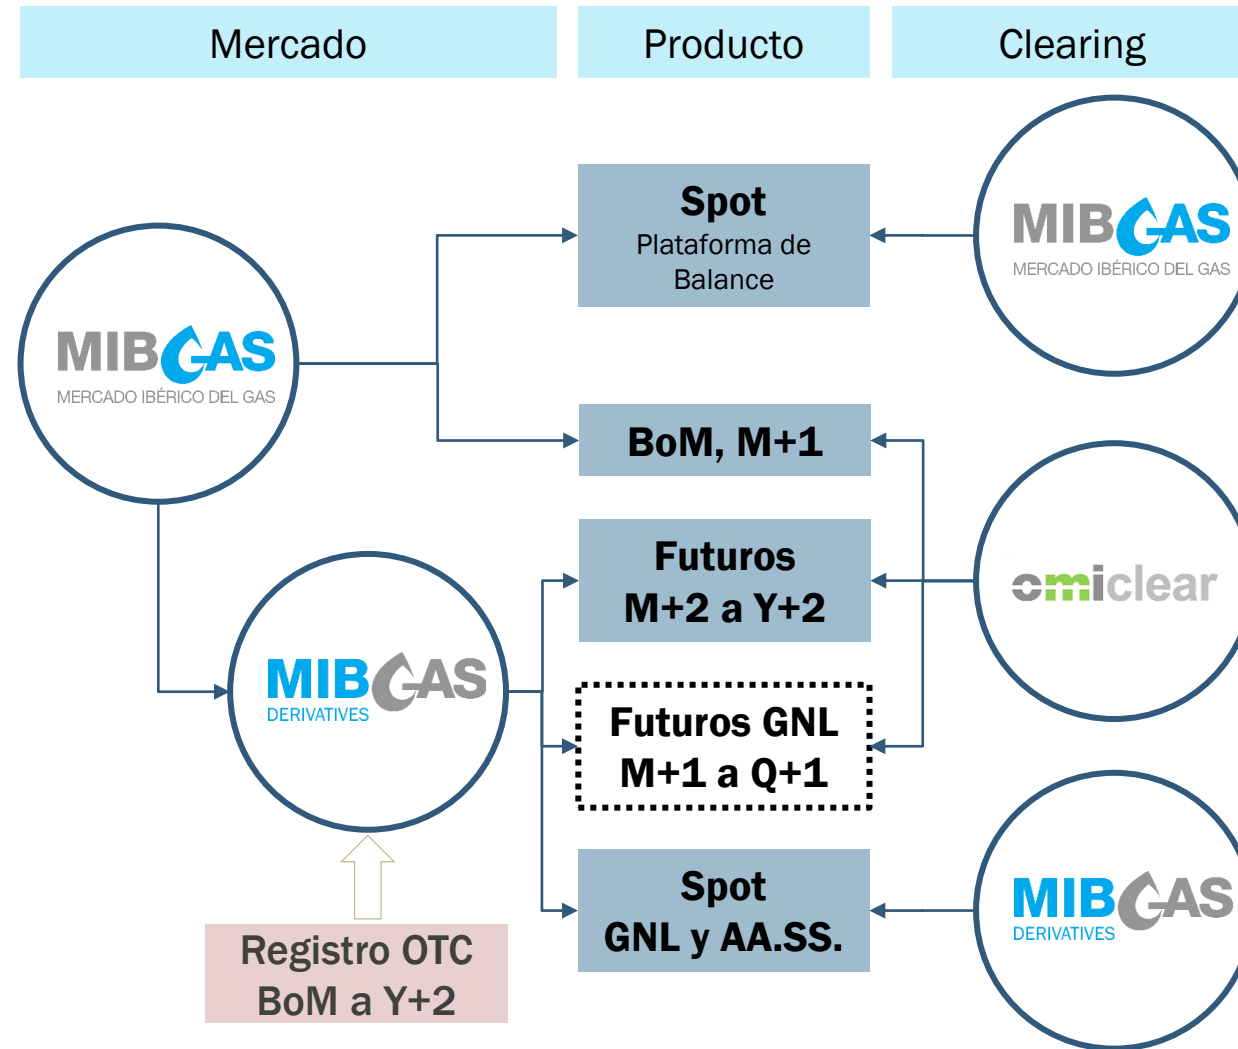 Mercado
Producto
Clearing
MIBGAS
MERCADO IBÉRICO DEL GAS
MIBGAS
DERIVATIVES
Registro OTC
BoM a Y+2
Spot
Plataforma de
Balance
BoM, M+1
Futuros
M+2 a Y+2
Futuros GNL
M+1 a Q+1
Spot
GNL y AA.SS.
MIBGAS
MERCADO IBÉRICO DEL GAS
omiclear
MIBGAS
DERIVATIVES